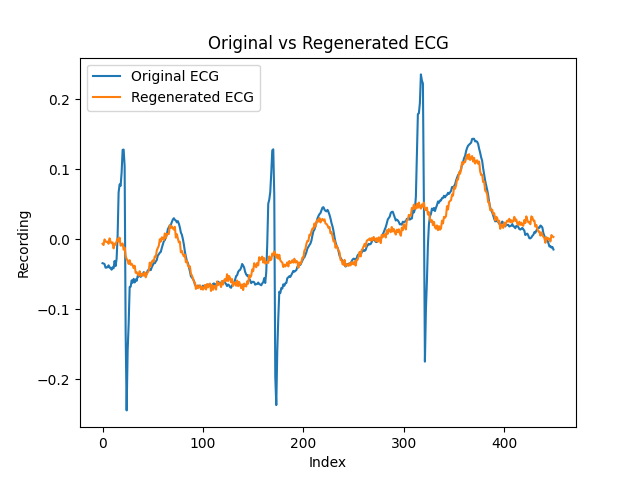 Original vs Regenerated ECG
Original ECG
Regenerated ECG
0.2
0.1
0.0
−0.1
−0.2
Recording
0 100 200 300 400
Index